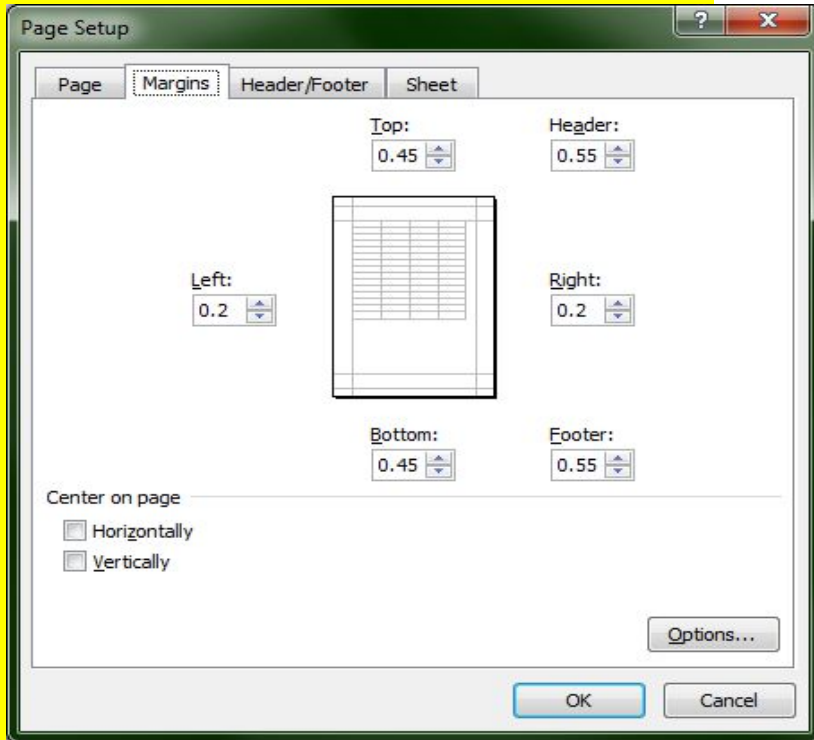 Page Setup
?
X
Page
Margins
Header/Footer
Sheet
Top:
Header:
0.45
0.55
Left:
Right:
0.2
0.2
Bottom:
Footer:
0.45
0.55
Center on page
Horizontally
Vertically
Options...
OK
Cancel